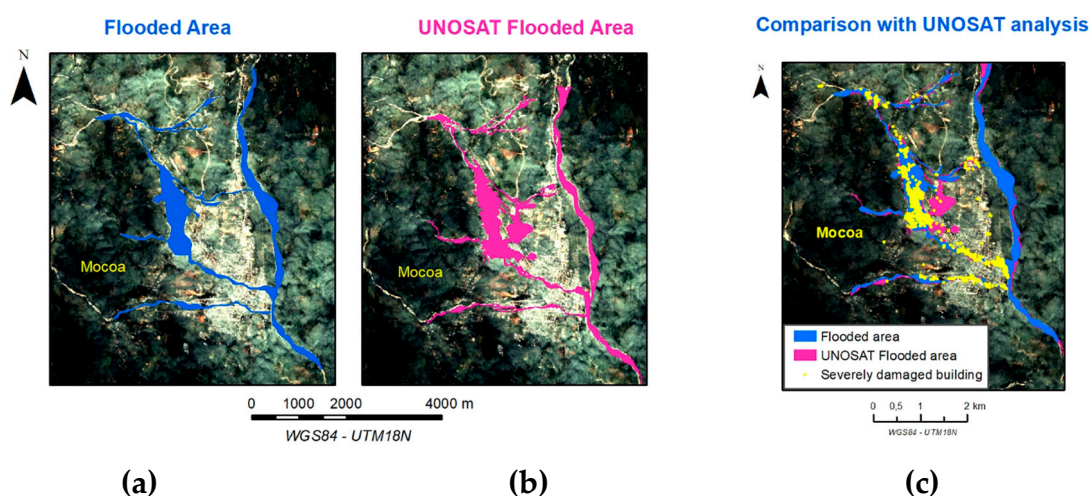 Flooded Area
N
Mocoa
UNOSAT Flooded Area
Mocoa
0 1000 2000 4000 m
WGS84 - UTM18N
Comparison with UNOSAT analysis
N
Mocoa
Flooded area
UNOSAT Flooded area
Severely damaged building
0 0,5 1 2 km
WGS84 - UTM18N
(a) (b) (c)